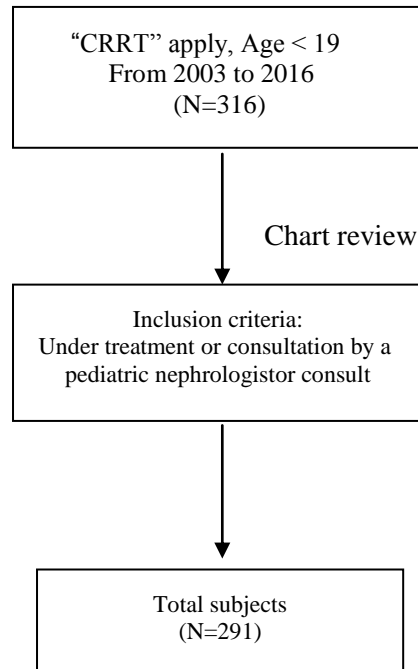 “CRRT” apply, Age < 19
From 2003 to 2016
(N=316)
Chart review
Inclusion criteria:
Under treatment or consultation by a
pediatric nephrologistor consult
Total subjects
(N=291)